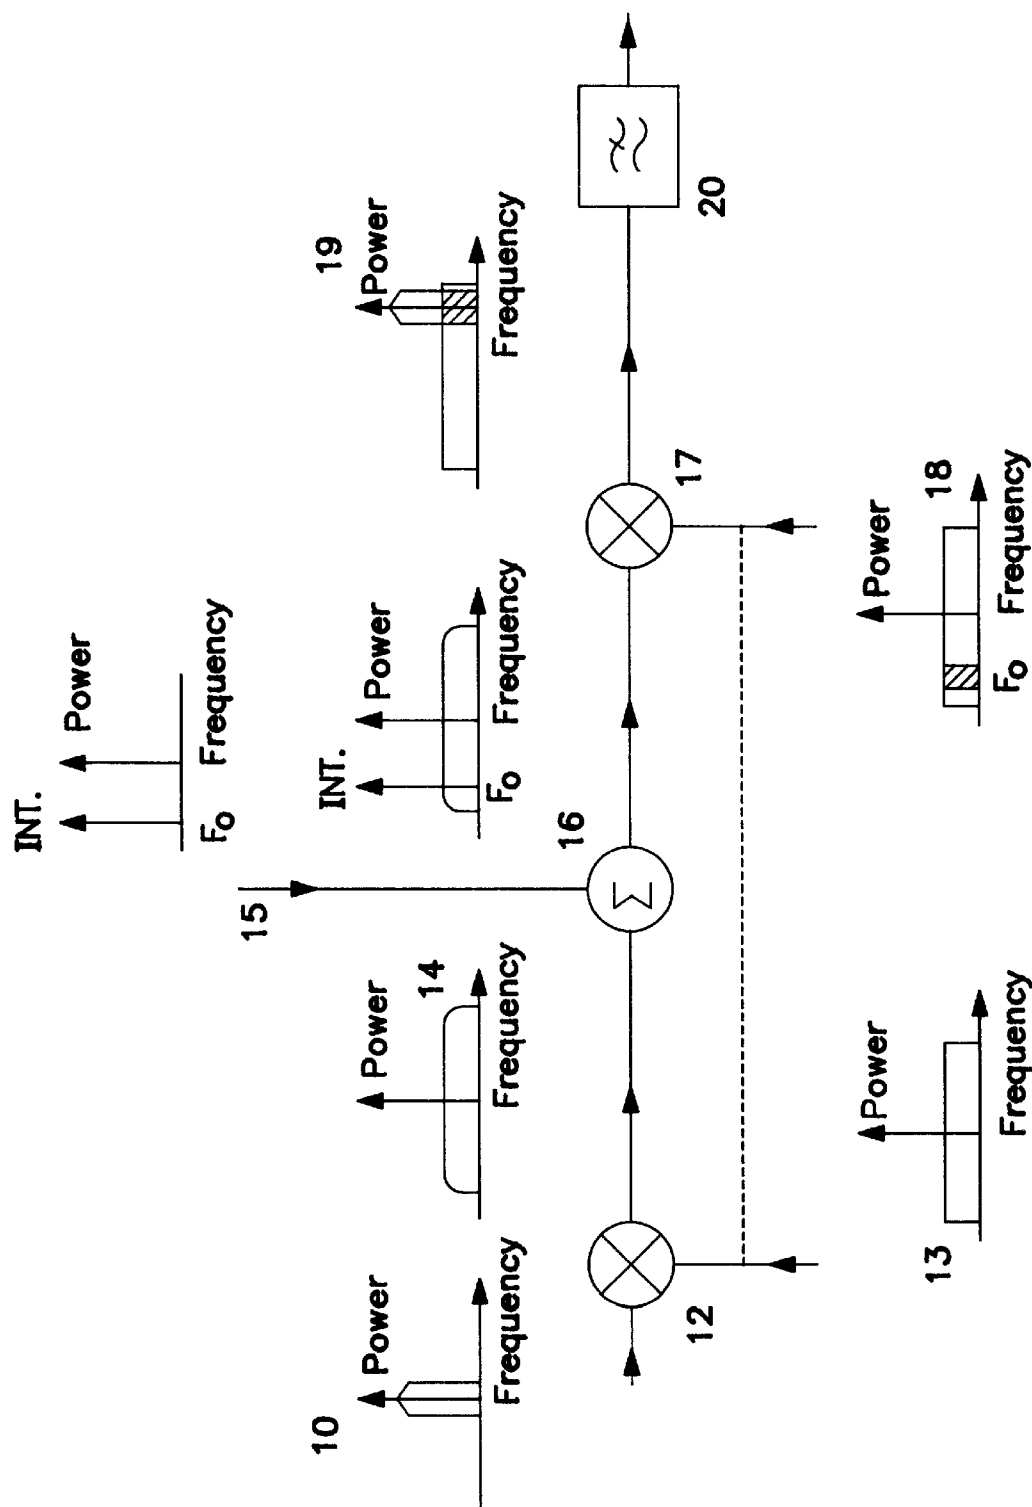 INT.
Power
Fo
Frequency
15
10
Power
Frequency
Power
14
Frequency
INT.
Power
Fo
Frequency
19
Power
Frequency
12
16
Σ
17
20
13
Power
Frequency
Power
18
Fo
Frequency